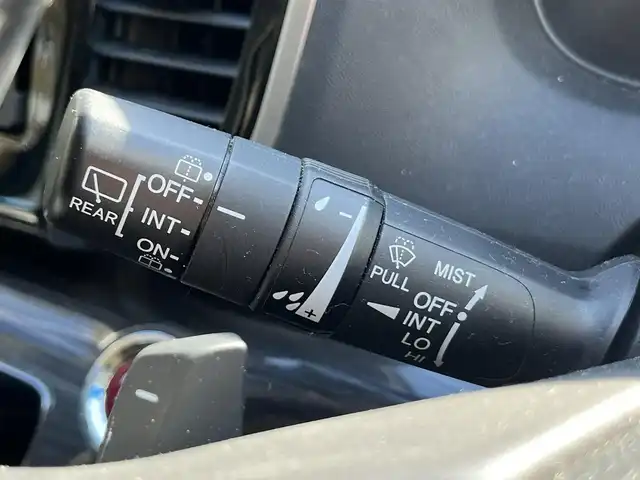 REAR
OFF-
INT-
ON-
-
+
PULL
MIST
OFF
INT
LO
HI